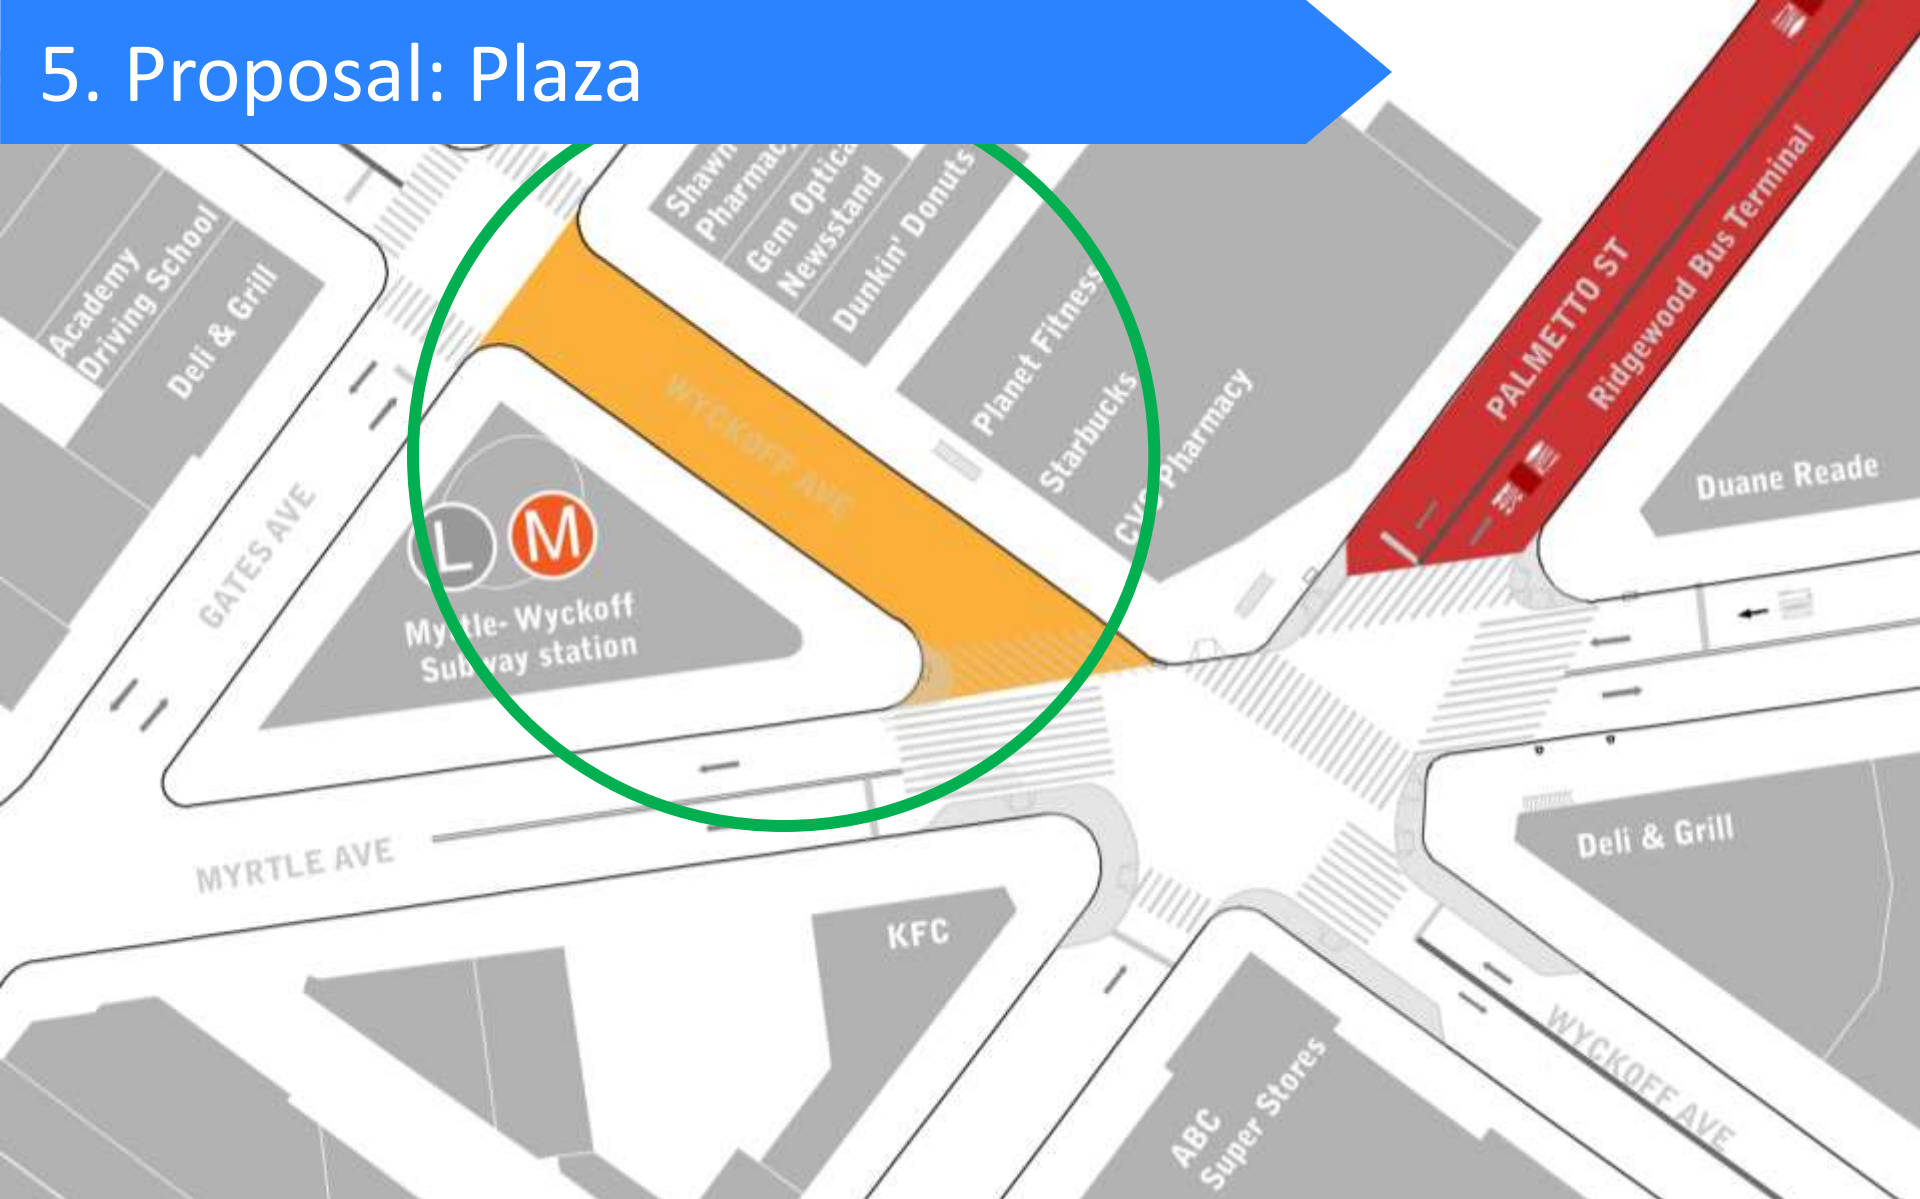 5. Proposal: Plaza
Shawn
Pharmacy
Gem Optical
Newsstand
Dunkin' Donuts
Academy
Driving School
Deli & Grill
Planet Fitness
Starbucks
CVS Pharmacy
PALMETTO ST
Ridgewood Bus Terminal
Duane Reade
WYCKOFF AVE
GATES AVE
L M
Myrtle- Wyckoff
Subway station
MYRTLE AVE
KFC
Deli & Grill
WYCKOFF AVE
ABC
Super Stores